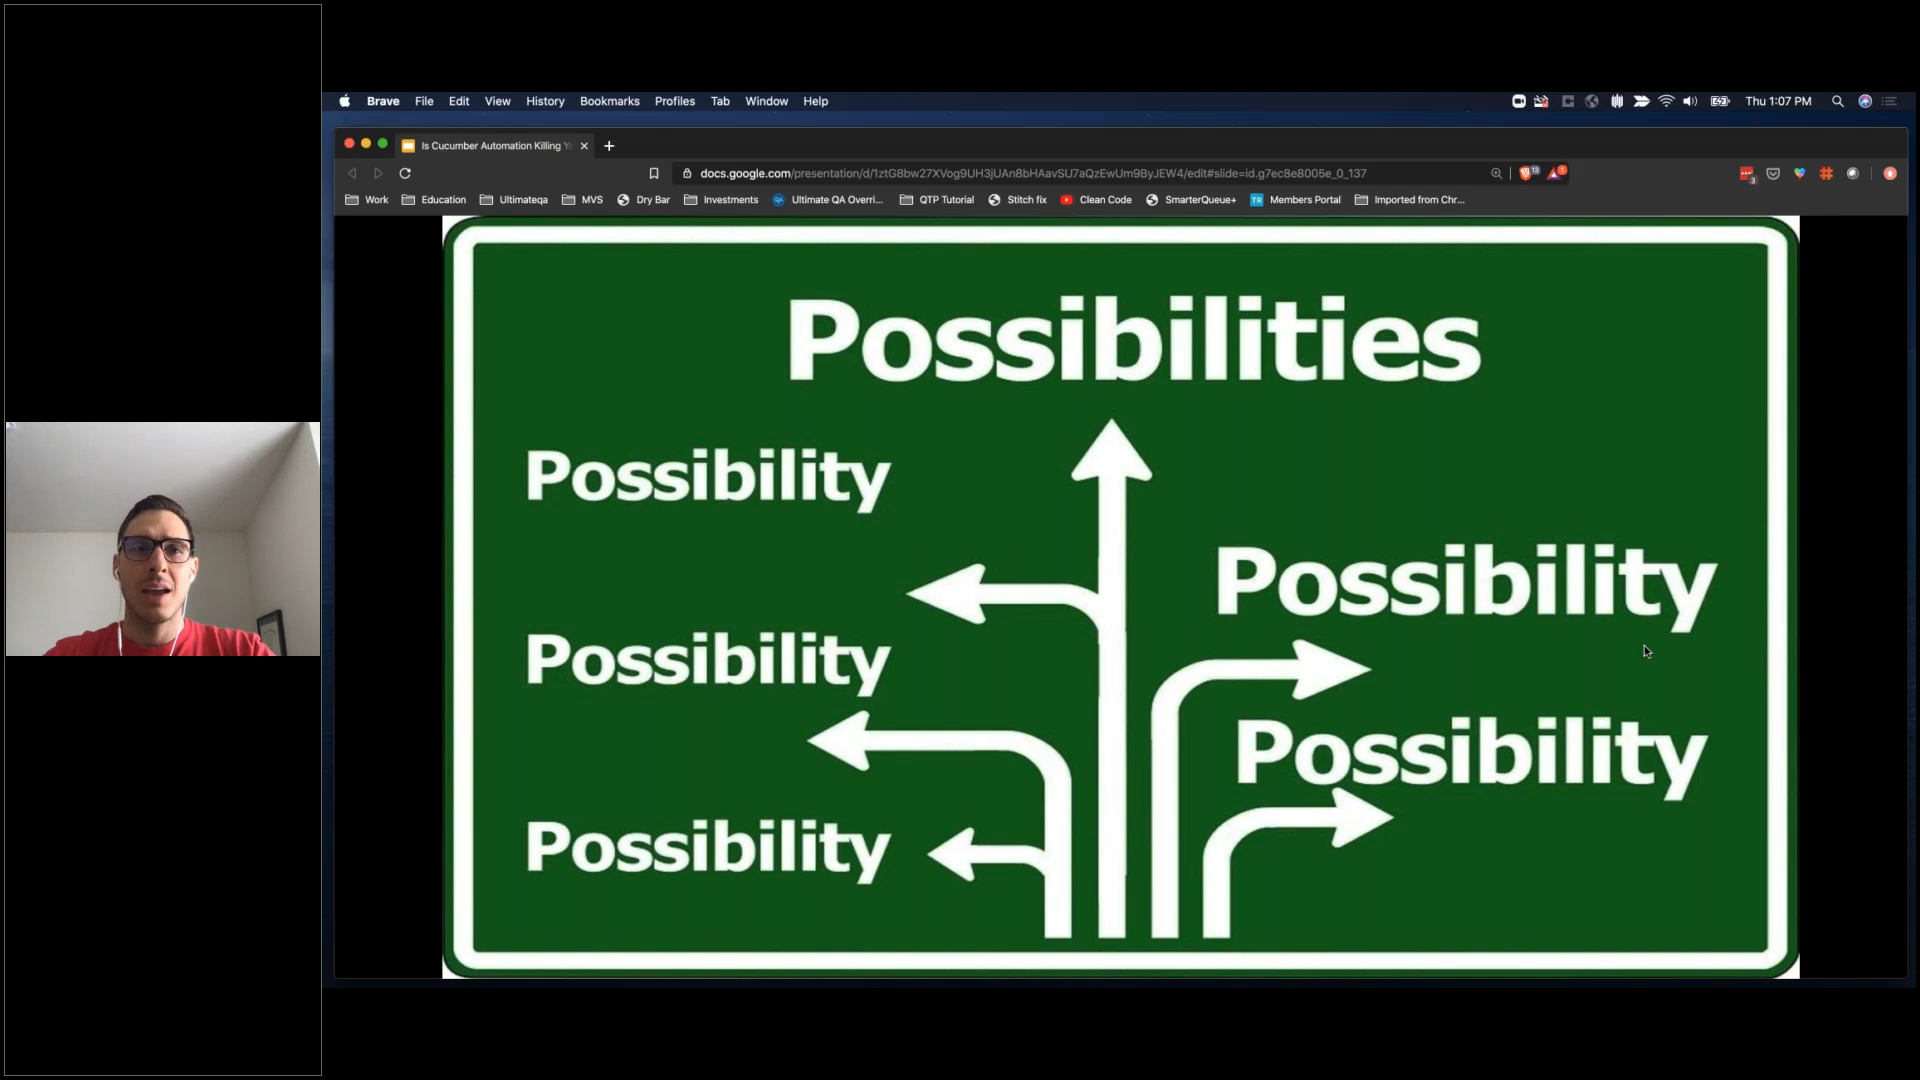 Brave File Edit View History Bookmarks Profiles Tab Window Help Thu 1:07 PM
Is Cucumber Automation Killing Y
docs.google.com/presentation/d/1ztG8bw27XVog9UH3jUAn8bHAavSU7aQzEwUm9ByJEW4/edit#slide=id.g7ec8e8005e_0_137
Work Education Ultimateqa MVS Dry Bar Investments Ultimate QA Overri... QTP Tutorial Stitch fix Clean Code SmarterQueue+ TR Members Portal Imported from Chr...
Possibilities
Possibility
Possibility
Possibility
Possibility
Possibility